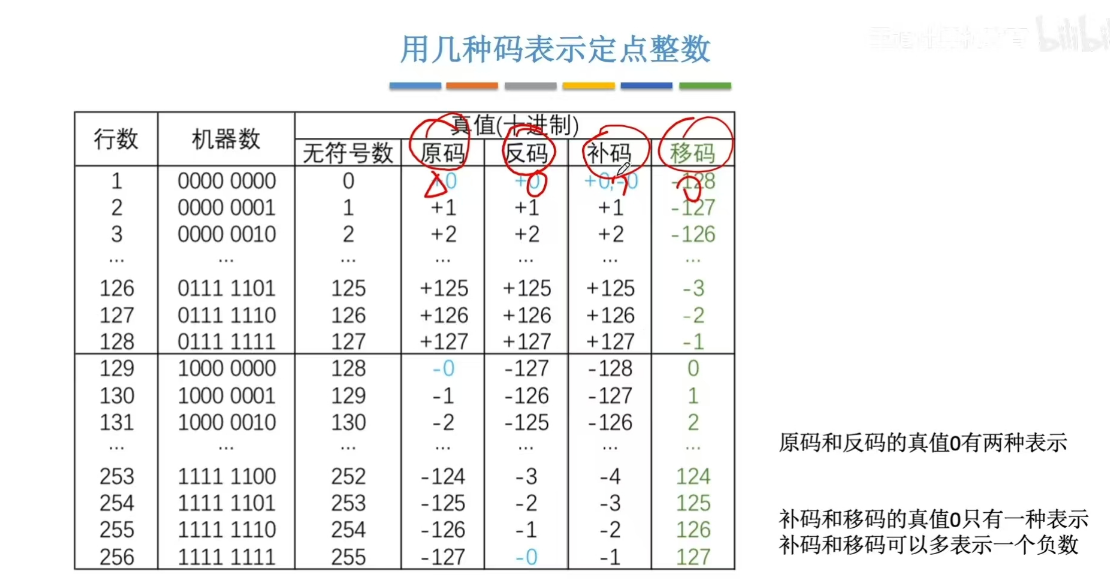 用几种码表示定点整数
bilibili
行数 机器数 真值(十进制)
无符号数 原码 反码 补码 移码
1 0000 0000 0 +0 +0 +0,-0 -128
2 0000 0001 1 +1 +1 +1 -127
3 0000 0010 2 +2 +2 +2 -126
... ... ... ... ... ... ...
126 0111 1101 125 +125 +125 +125 -3
127 0111 1110 126 +126 +126 +126 -2
128 0111 1111 127 +127 +127 +127 -1
129 1000 0000 128 -0 -127 -128 0
130 1000 0001 129 -1 -126 -127 1
131 1000 0010 130 -2 -125 -126 2
... ... ... ... ... ... ...
253 1111 1100 252 -124 -3 -4 124
254 1111 1101 253 -125 -2 -3 125
255 1111 1110 254 -126 -1 -2 126
256 1111 1111 255 -127 -0 -1 127
原码和反码的真值0有两种表示
补码和移码的真值0只有一种表示
补码和移码可以多表示一个负数